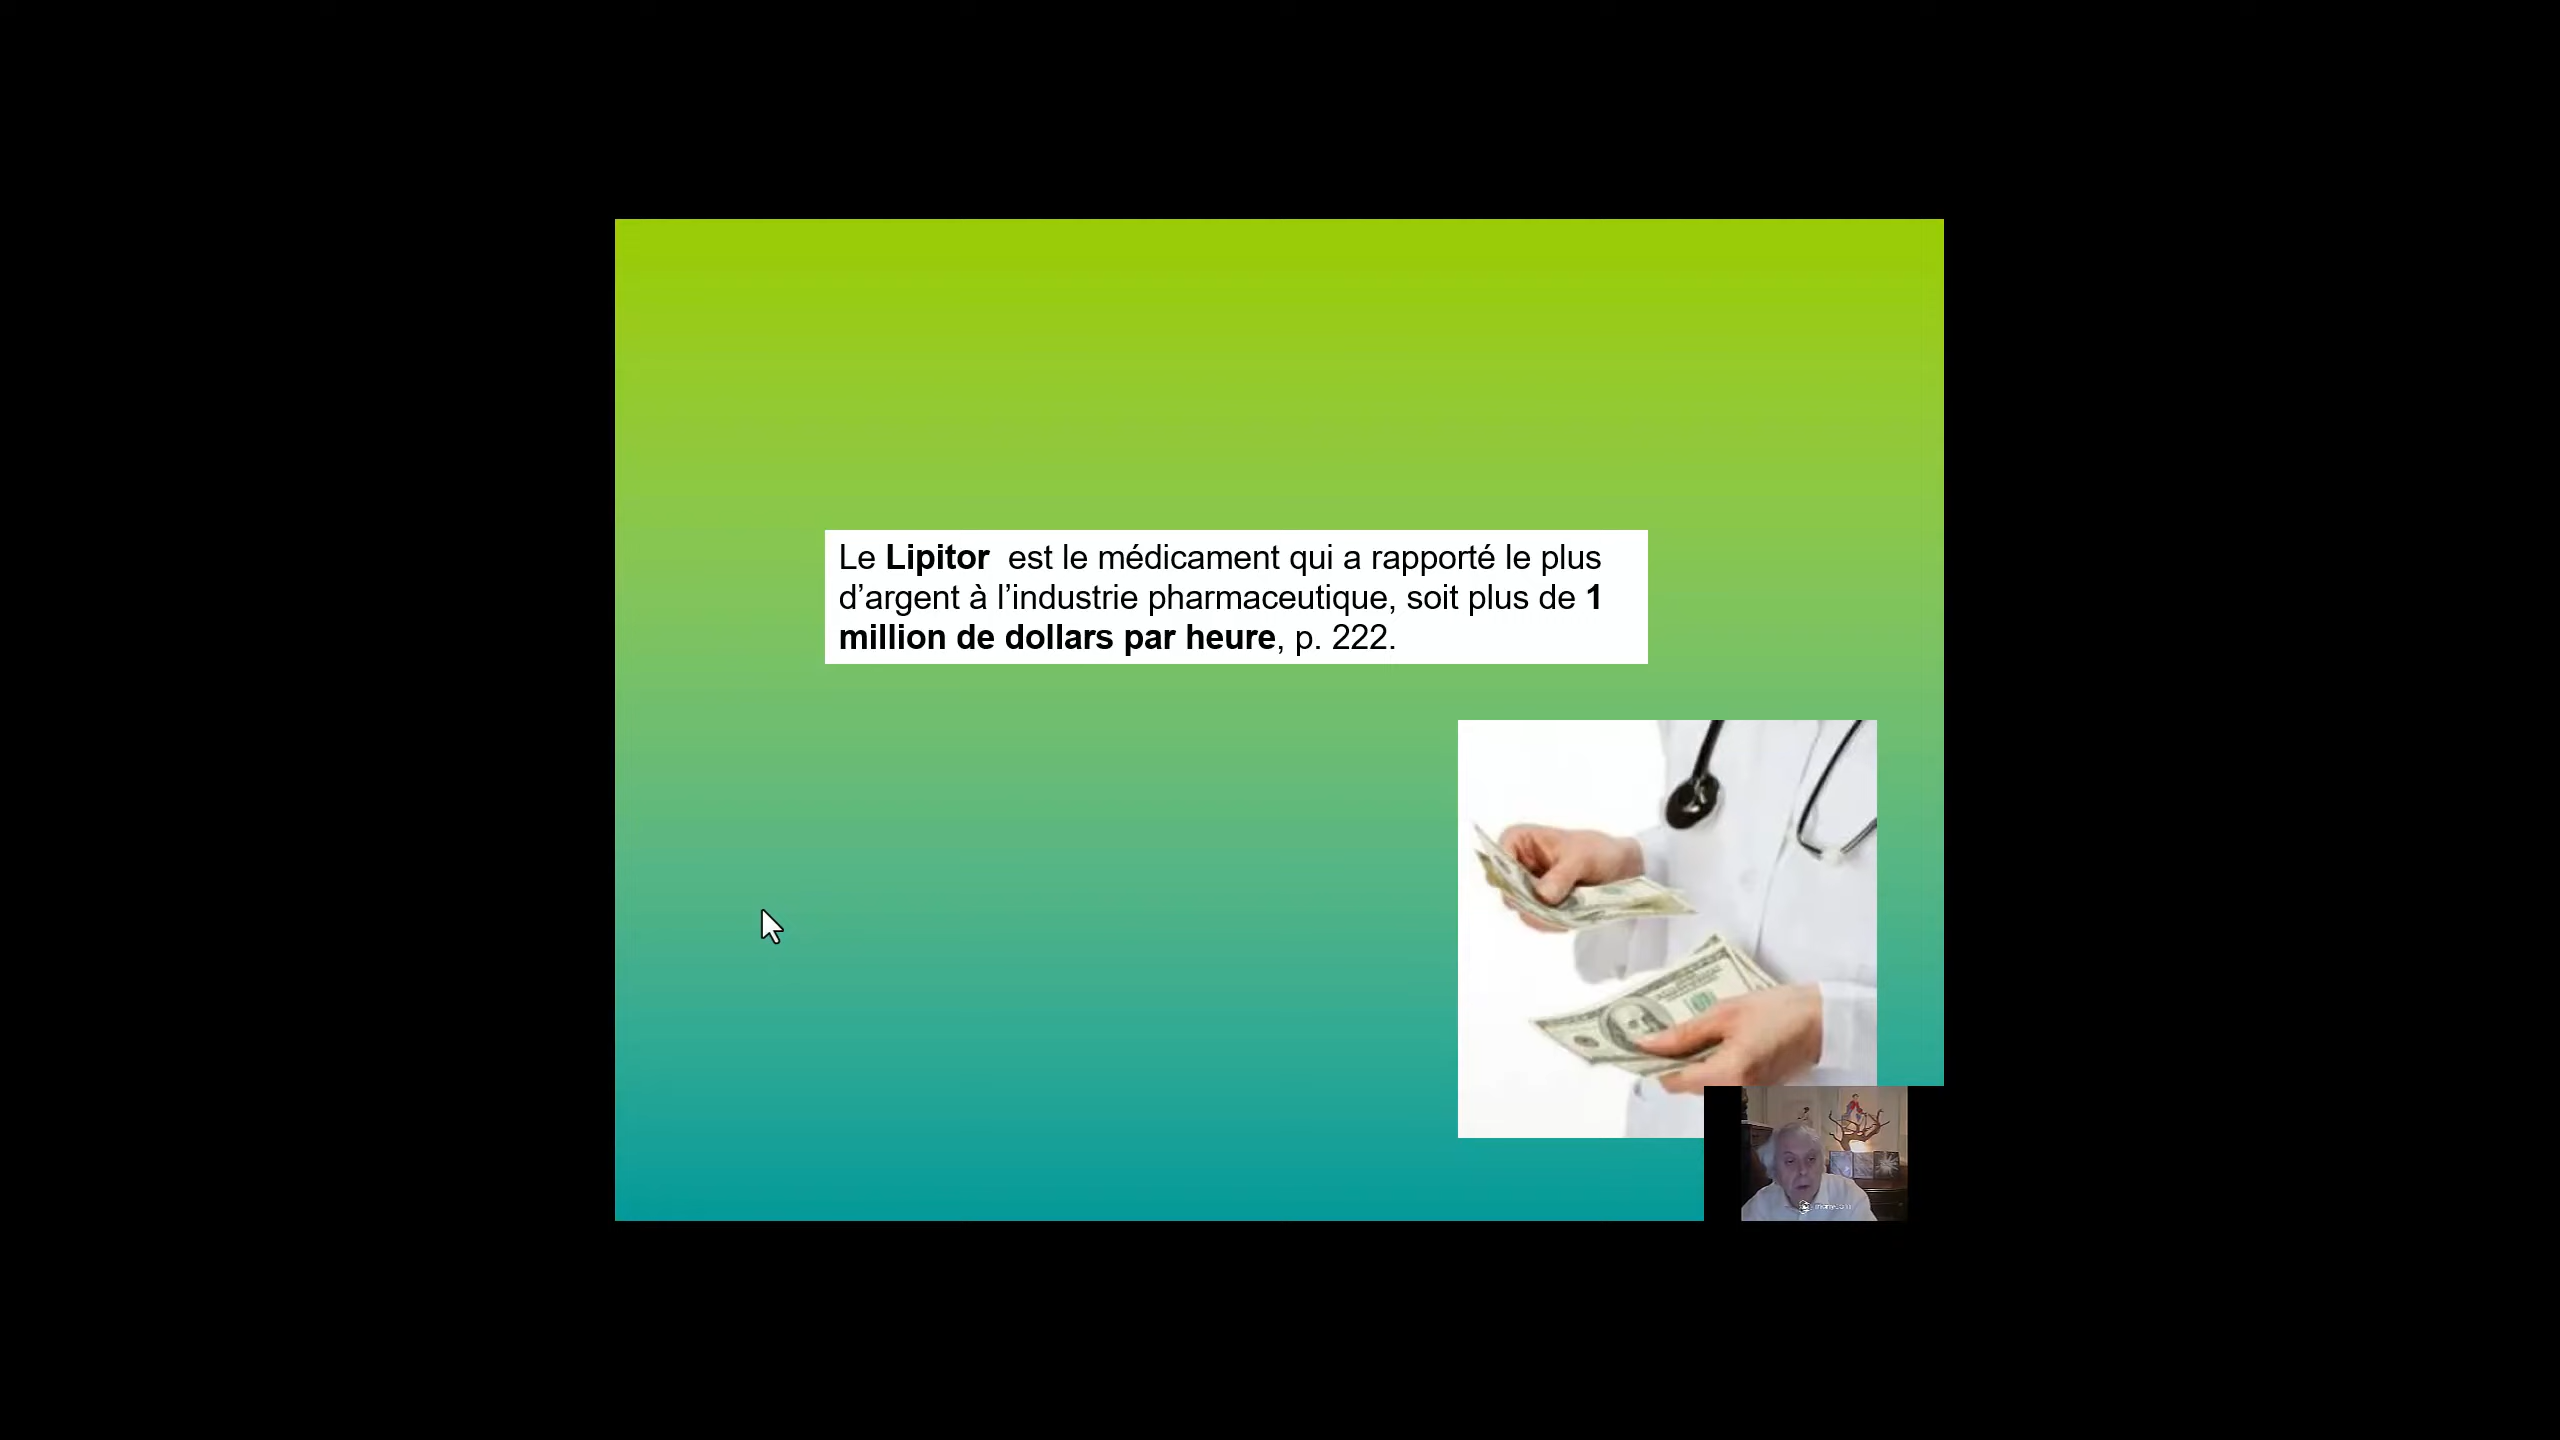 Le Lipitor  est le médicament qui a rapporté le plus
d’argent à l’industrie pharmaceutique, soit plus de 1
million de dollars par heure, p. 222.